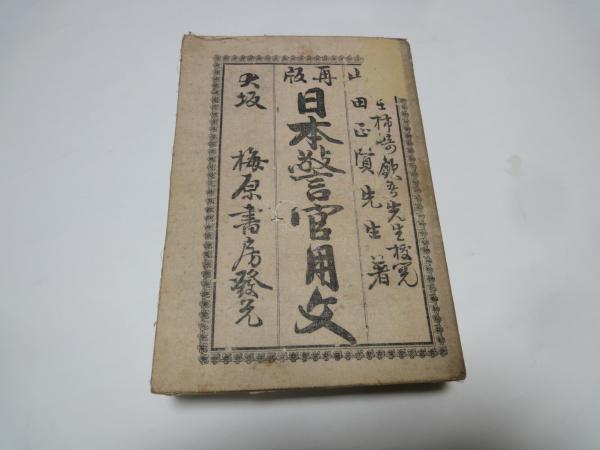 再版
柿崎欽吾先生校閲
山田正賢先生著
日本警官用文
大坂 梅原書房發兌